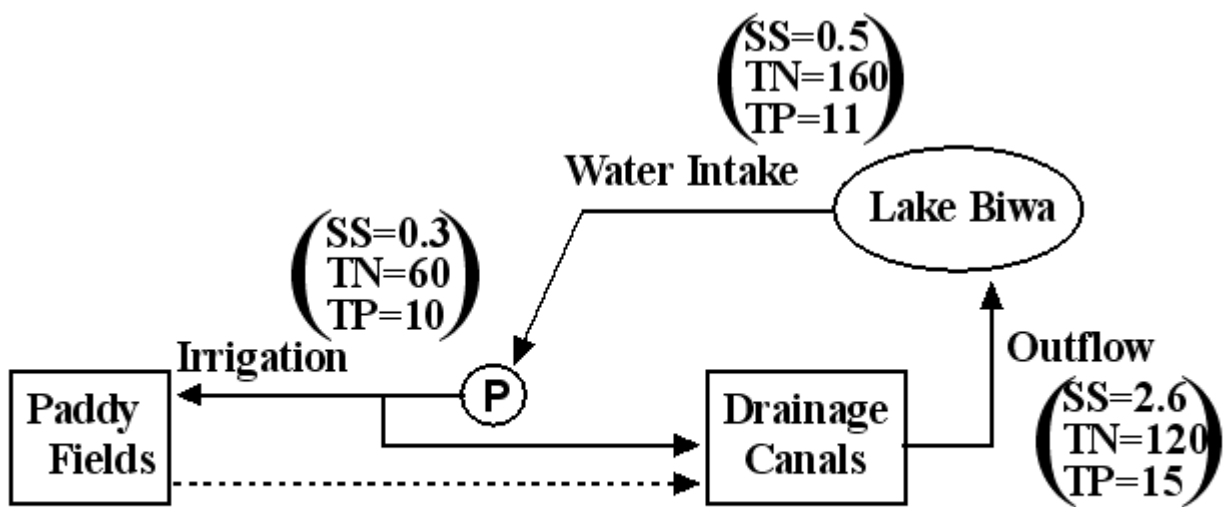 SS=0.5
TN=160
TP=11
Water Intake
Lake Biwa
SS=0.3
TN=60
TP=10
Irrigation
P
Outflow
Paddy
Fields
Drainage
Canals
SS=2.6
TN=120
TP=15